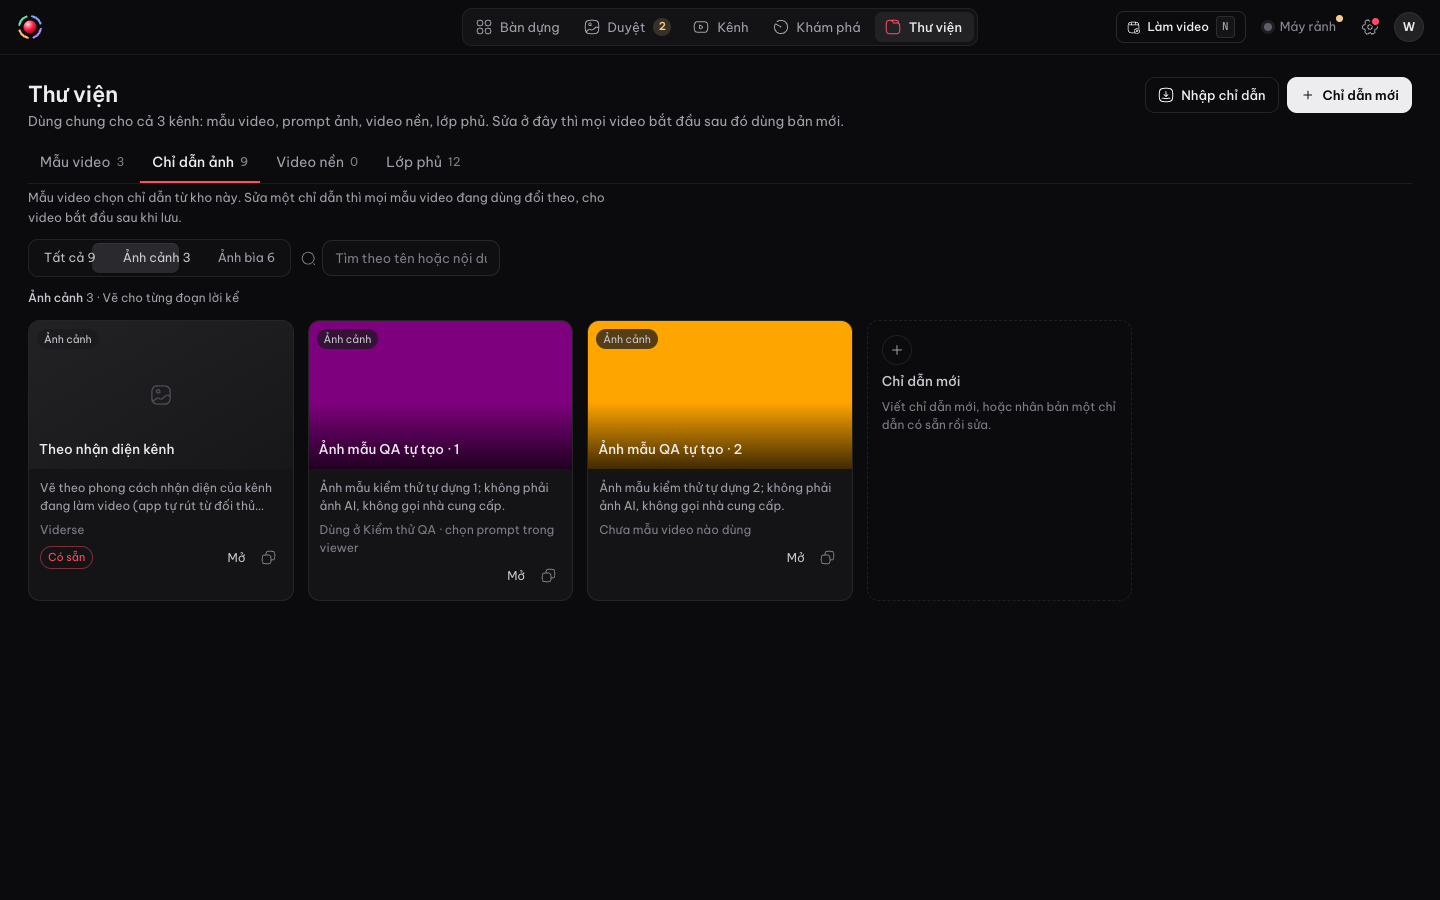 Bàn dựng
Duyệt 2
Kênh
Khám phá
Thư viện
Làm video N
Máy rảnh
W
Thư viện
Dùng chung cho cả 3 kênh: mẫu video, prompt ảnh, video nền, lớp phủ. Sửa ở đây thì mọi video bắt đầu sau đó dùng bản mới.
Nhập chỉ dẫn
Chỉ dẫn mới
Mẫu video 3
Chỉ dẫn ảnh 9
Video nền 0
Lớp phủ 12
Mẫu video chọn chỉ dẫn từ kho này. Sửa một chỉ dẫn thì mọi mẫu video đang dùng đổi theo, cho
video bắt đầu sau khi lưu.
Tất cả 9
Ảnh cảnh 3
Ảnh bìa 6
Tìm theo tên hoặc nội du
Ảnh cảnh 3 · Vẽ cho từng đoạn lời kể
Ảnh cảnh
Theo nhận diện kênh
Vẽ theo phong cách nhận diện của kênh
đang làm video (app tự rút từ đối thủ...
Viderse
Có sẵn
Mở
Ảnh cảnh
Ảnh mẫu QA tự tạo · 1
Ảnh mẫu kiểm thử tự dựng 1; không phải
ảnh AI, không gọi nhà cung cấp.
Dùng ở Kiểm thử QA · chọn prompt trong
viewer
Mở
Ảnh cảnh
Ảnh mẫu QA tự tạo · 2
Ảnh mẫu kiểm thử tự dựng 2; không phải
ảnh AI, không gọi nhà cung cấp.
Chưa mẫu video nào dùng
Mở
Chỉ dẫn mới
Viết chỉ dẫn mới, hoặc nhân bản một chỉ
dẫn có sẵn rồi sửa.